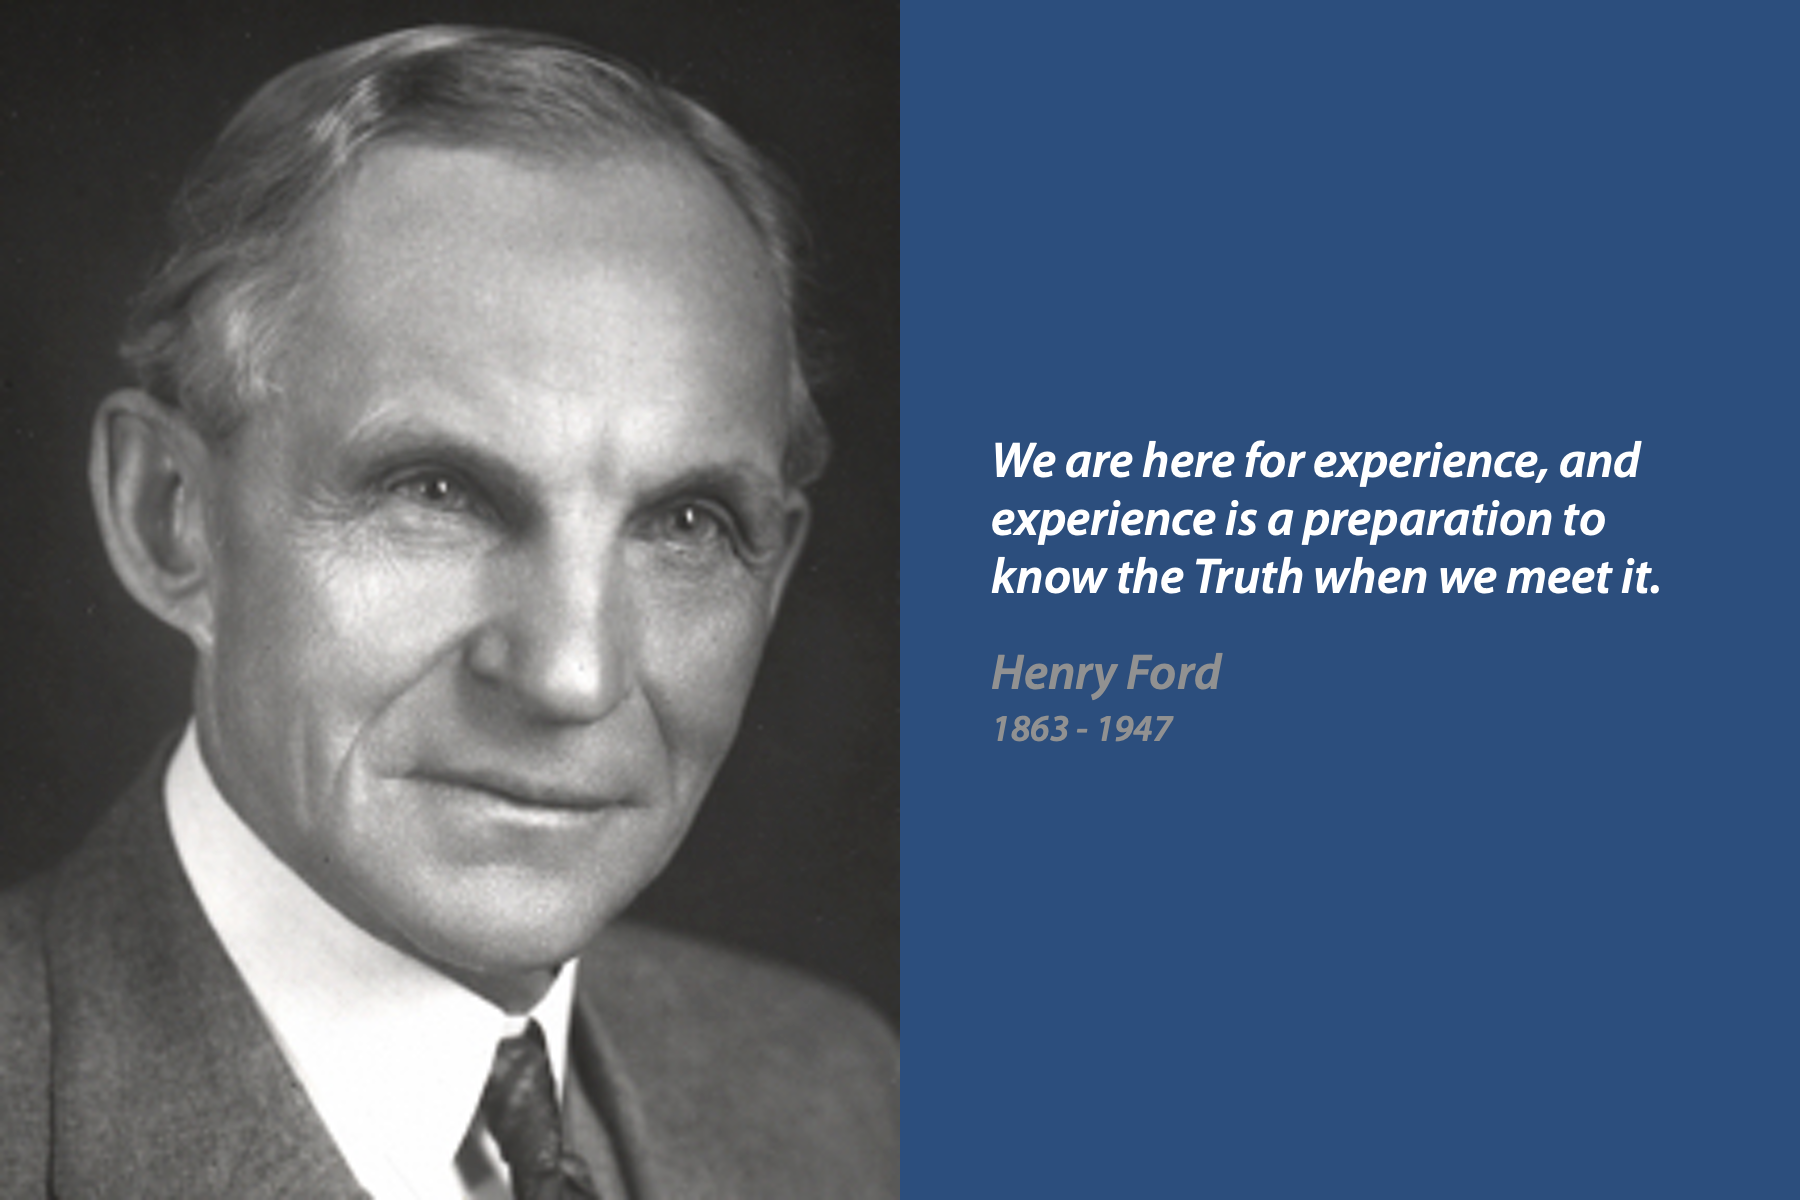 We are here for experience, and
experience is a preparation to
know the Truth when we meet it.
Henry Ford
1863 - 1947